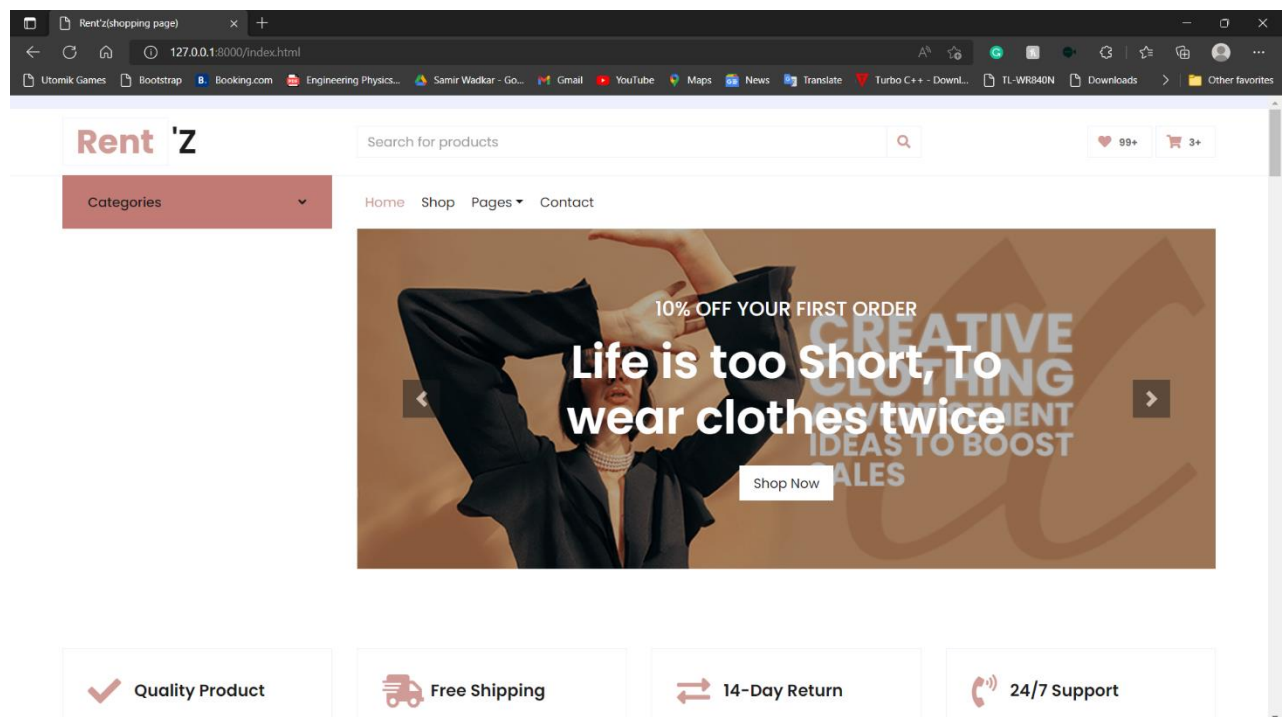 Rent'z(shopping page)
127.0.0.1:8000/index.html
Utomik Games Bootstrap B. Booking.com Engineering Physics... Samir Wadkar - Go... Gmail YouTube Maps News Translate Turbo C++ - Downl... TL-WR840N Downloads Other favorites
Rent 'Z
Search for products
99+ 3+
Categories
Home Shop Pages Contact
10% OFF YOUR FIRST ORDER
Life is too Short, To
wear clothes twice
Shop Now
CREATIVE
CLOTHING
ADVERTISEMENT
IDEAS TO BOOST
SALES
Quality Product
Free Shipping
14-Day Return
24/7 Support